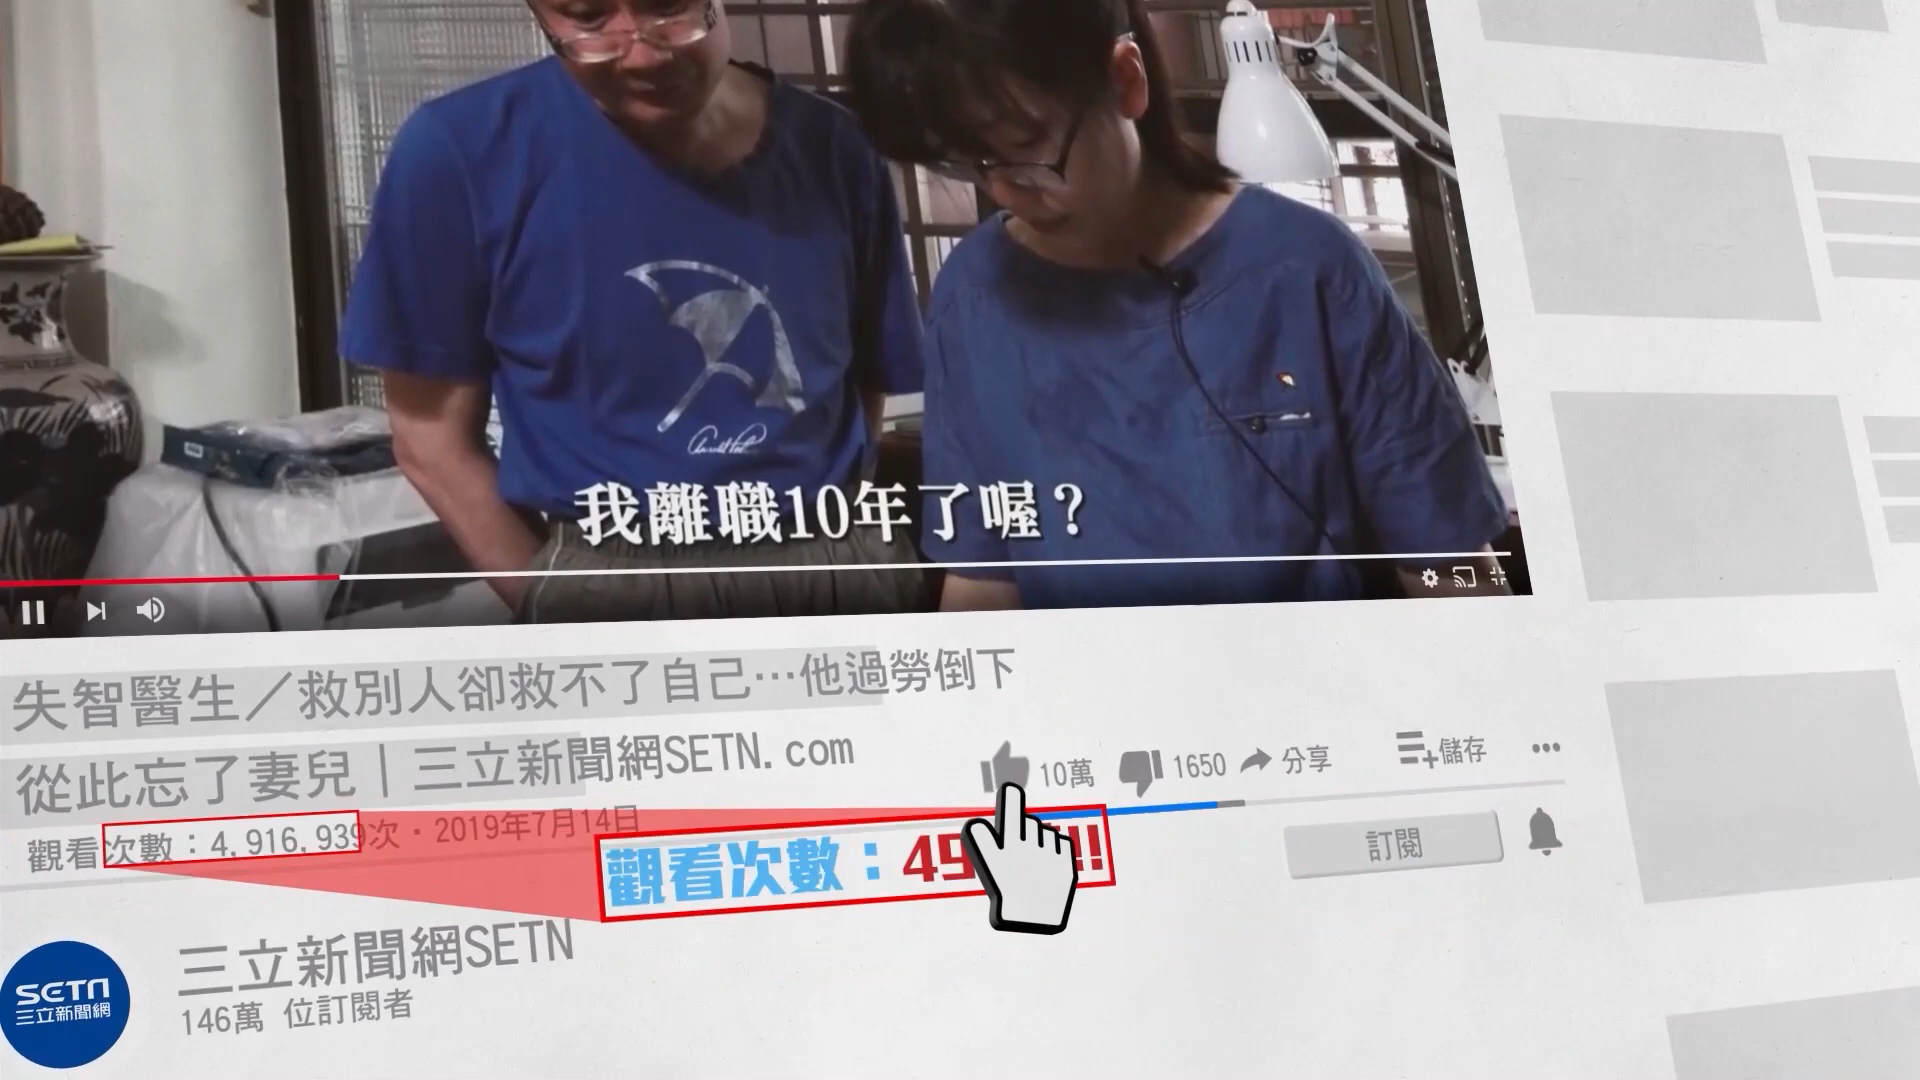 我離職10年了喔？
失智醫生／救別人卻救不了自己…他過勞倒下
從此忘了妻兒｜三立新聞網SETN.com
10萬
1650
分享
儲存
觀看次數：4,916,939次・2019年7月14日
觀看次數：49
!!
訂閱
三立新聞網SETN
146萬 位訂閱者
SETN
三立新聞網